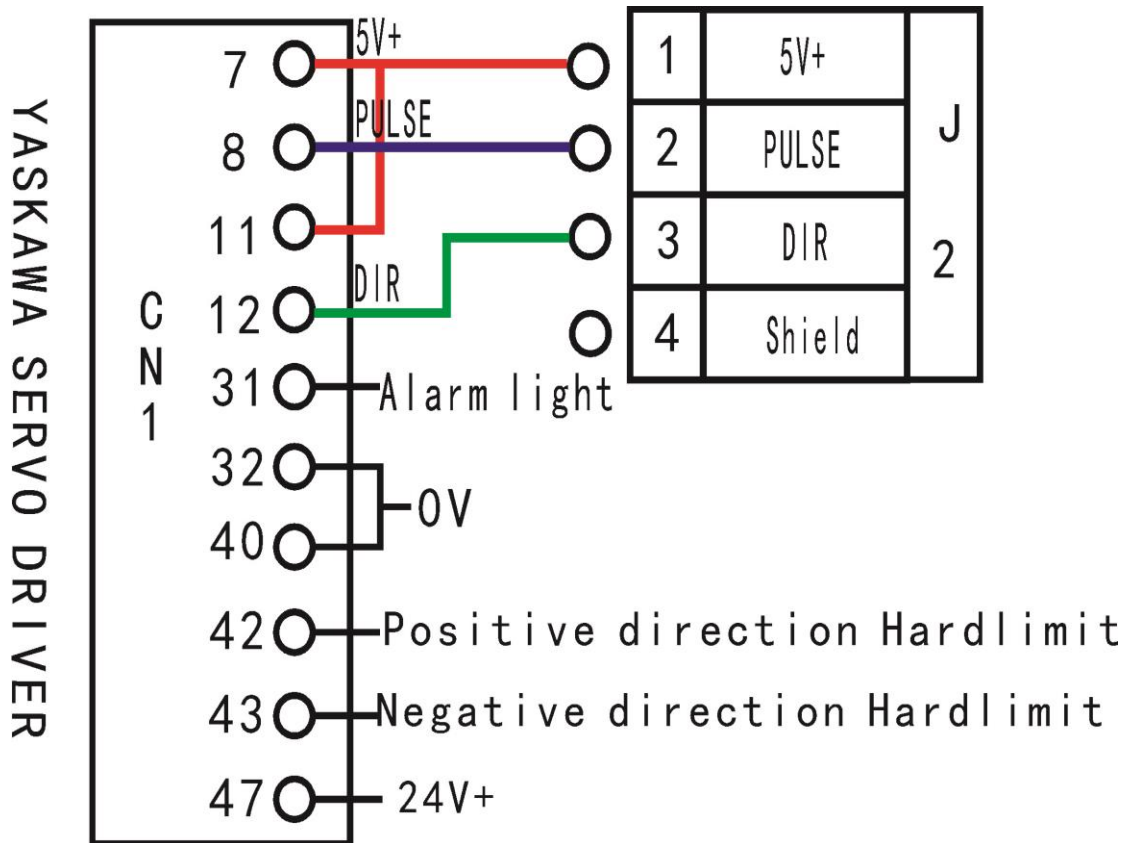 YASKAWA SERVO DRIVER
CN1
7
5V+
8
PULSE
11
12
DIR
31
Alarm light
32
0V
40
42
Positive direction Hardlimit
43
Negative direction Hardlimit
47
24V+
1 5V+
2 PULSE
3 DIR
4 Shield
J2